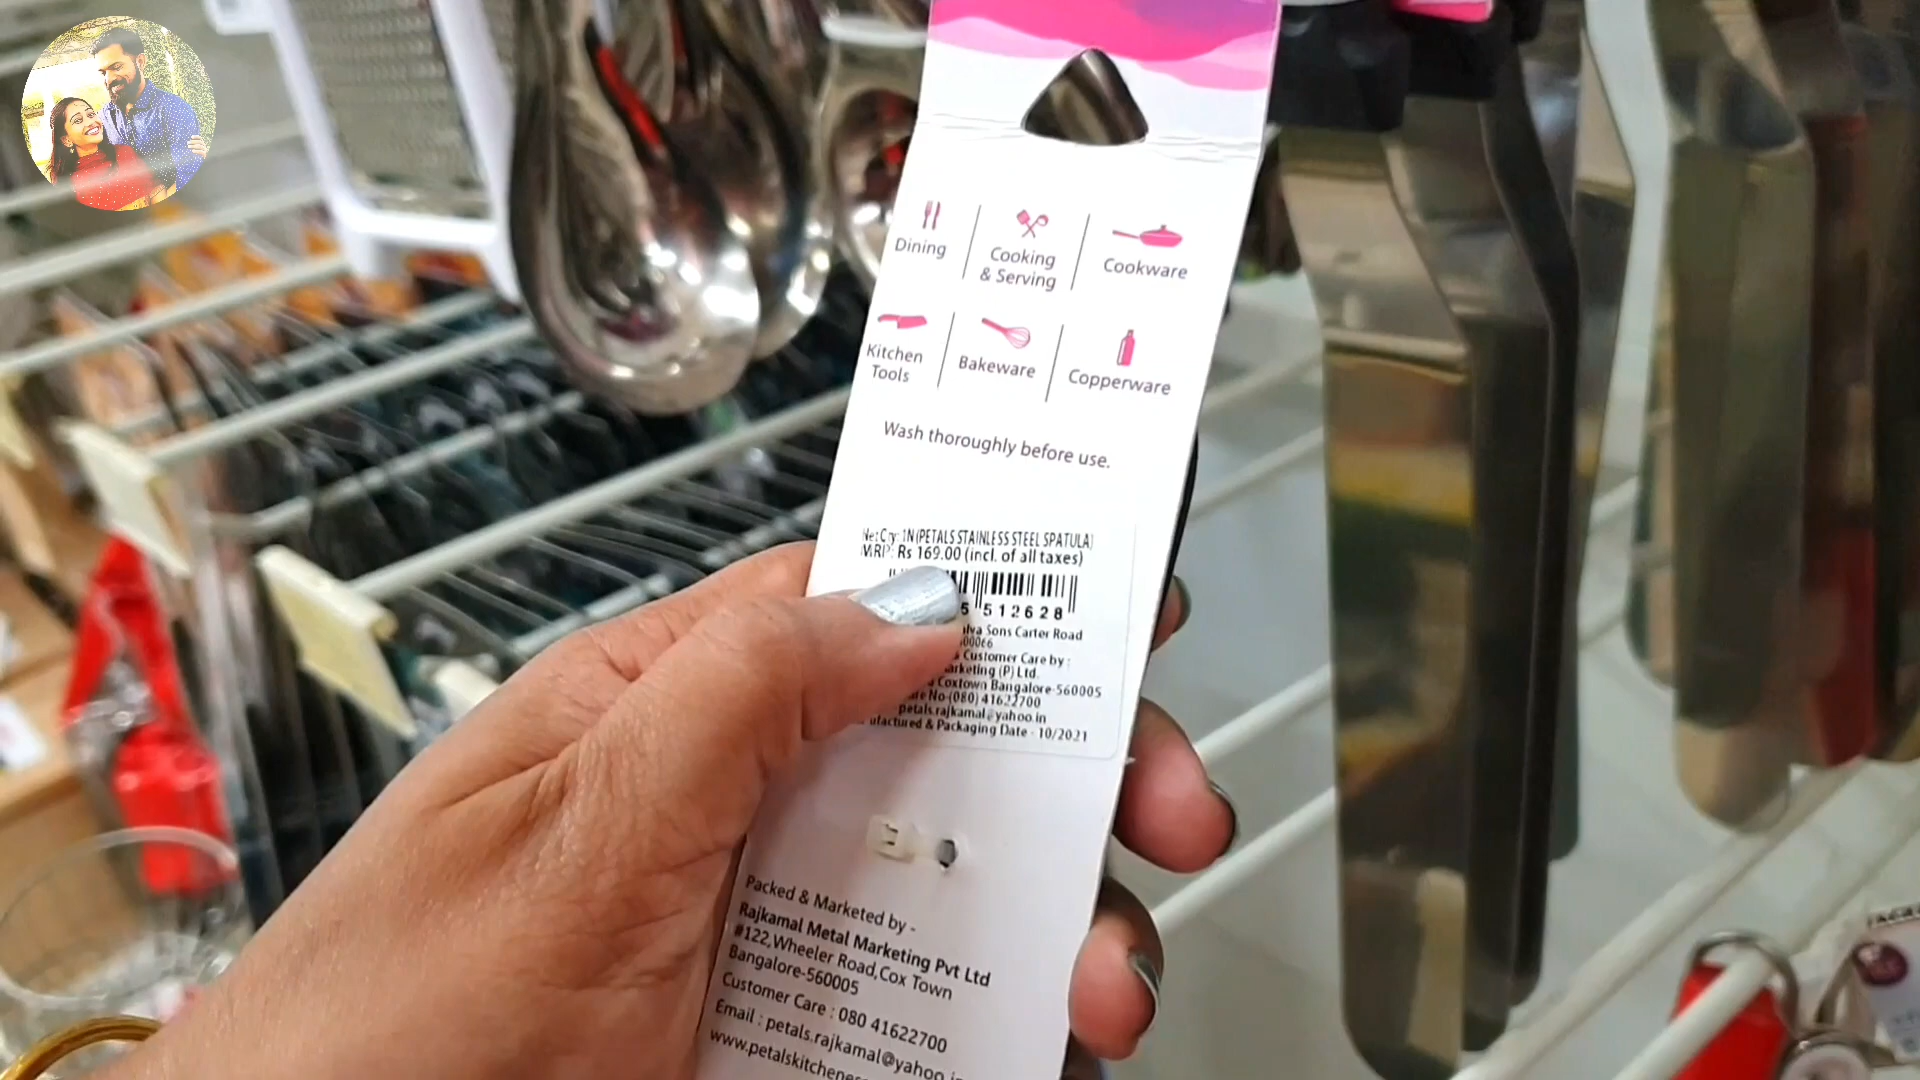 Dining
Cooking
& Serving
Cookware
Kitchen
Tools
Bakeware
Copperware
Wash thoroughly before use.
Net Qty: 1N (PETALS STAINLESS STEEL SPATULA)
MRP: Rs 169.00 (incl. of all taxes)
5 512628
Sons Carter Road
& Customer Care by :
(P) Ltd.
Coxtown Bangalore-560005
No-(080) 41622700
petals.rajkamal@yahoo.in
& Packaging Date - 10/2021
Packed & Marketed by -
Rajkamal Metal Marketing Pvt Ltd
#122,Wheeler Road,Cox Town
Bangalore-560005
Customer Care : 080 41622700
Email : petals.rajkamal@yahoo.in